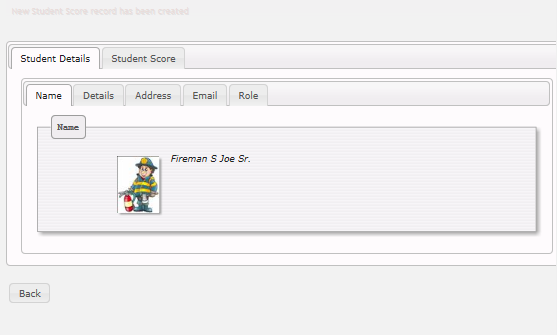 New Student Score record has been created
Student Details Student Score
Name Details Address Email Role
Name
Fireman S Joe Sr.
Back